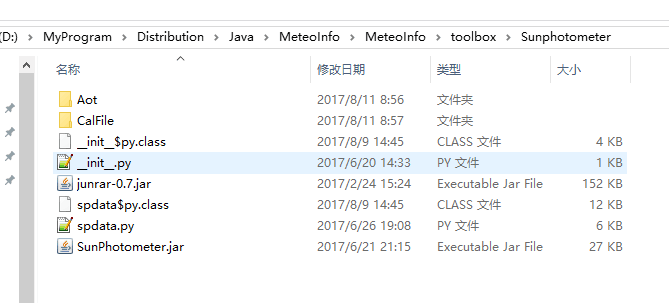 (D:) › MyProgram › Distribution › Java › MeteoInfo › MeteoInfo › toolbox › Sunphotometer
名称 修改日期 类型 大小
Aot 2017/8/11 8:56 文件夹
CalFile 2017/8/11 8:57 文件夹
__init__$py.class 2017/8/9 14:45 CLASS 文件 4 KB
__init__.py 2017/6/20 14:33 PY 文件 1 KB
junrar-0.7.jar 2017/2/24 15:24 Executable Jar File 152 KB
spdata$py.class 2017/8/9 14:45 CLASS 文件 12 KB
spdata.py 2017/6/26 19:08 PY 文件 6 KB
SunPhotometer.jar 2017/6/21 21:15 Executable Jar File 27 KB